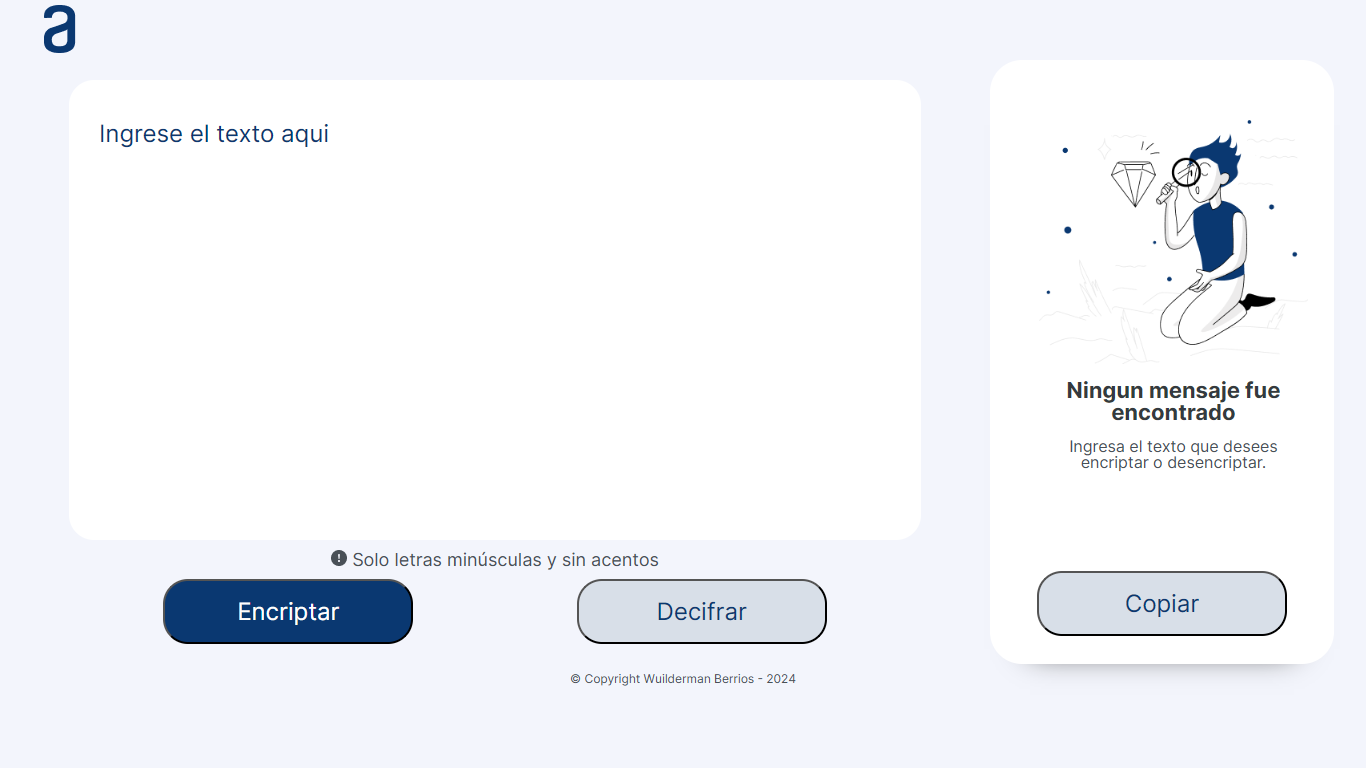 a
Ingrese el texto aqui
Solo letras minúsculas y sin acentos
Encriptar
Decifrar
© Copyright Wuilderman Berrios - 2024
Ningun mensaje fue
encontrado
Ingresa el texto que desees
encriptar o desencriptar.
Copiar